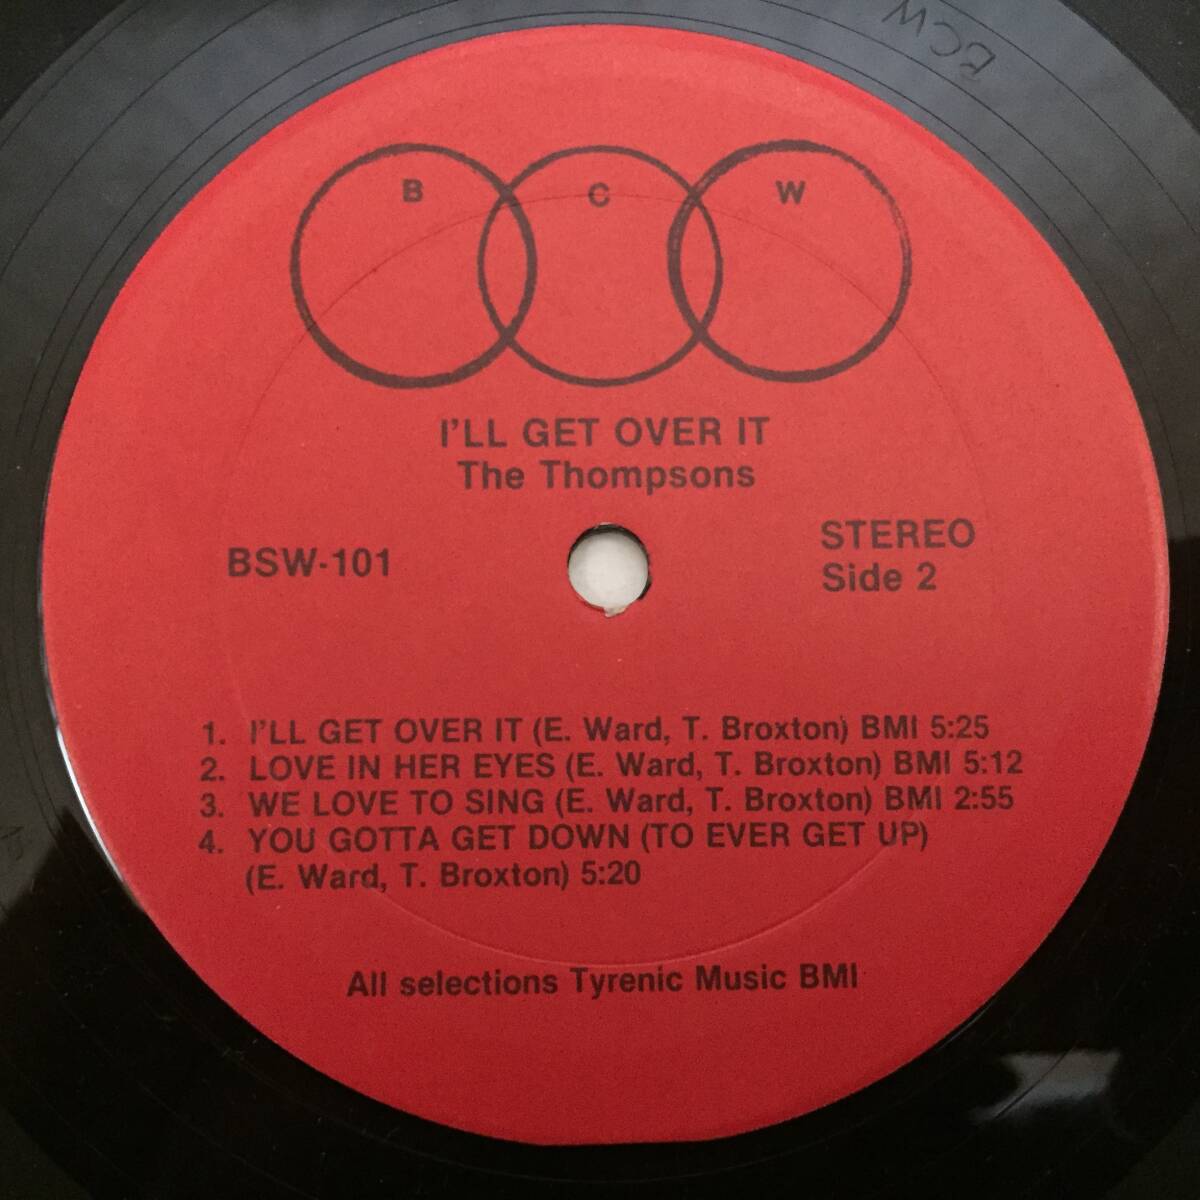 BCW
B C W
I'LL GET OVER IT
The Thompsons
BSW-101
STEREO
Side 2
1. I'LL GET OVER IT (E. Ward, T. Broxton) BMI 5:25
2. LOVE IN HER EYES (E. Ward, T. Broxton) BMI 5:12
3. WE LOVE TO SING (E. Ward, T. Broxton) BMI 2:55
4. YOU GOTTA GET DOWN (TO EVER GET UP)
(E. Ward, T. Broxton) 5:20
All selections Tyrenic Music BMI